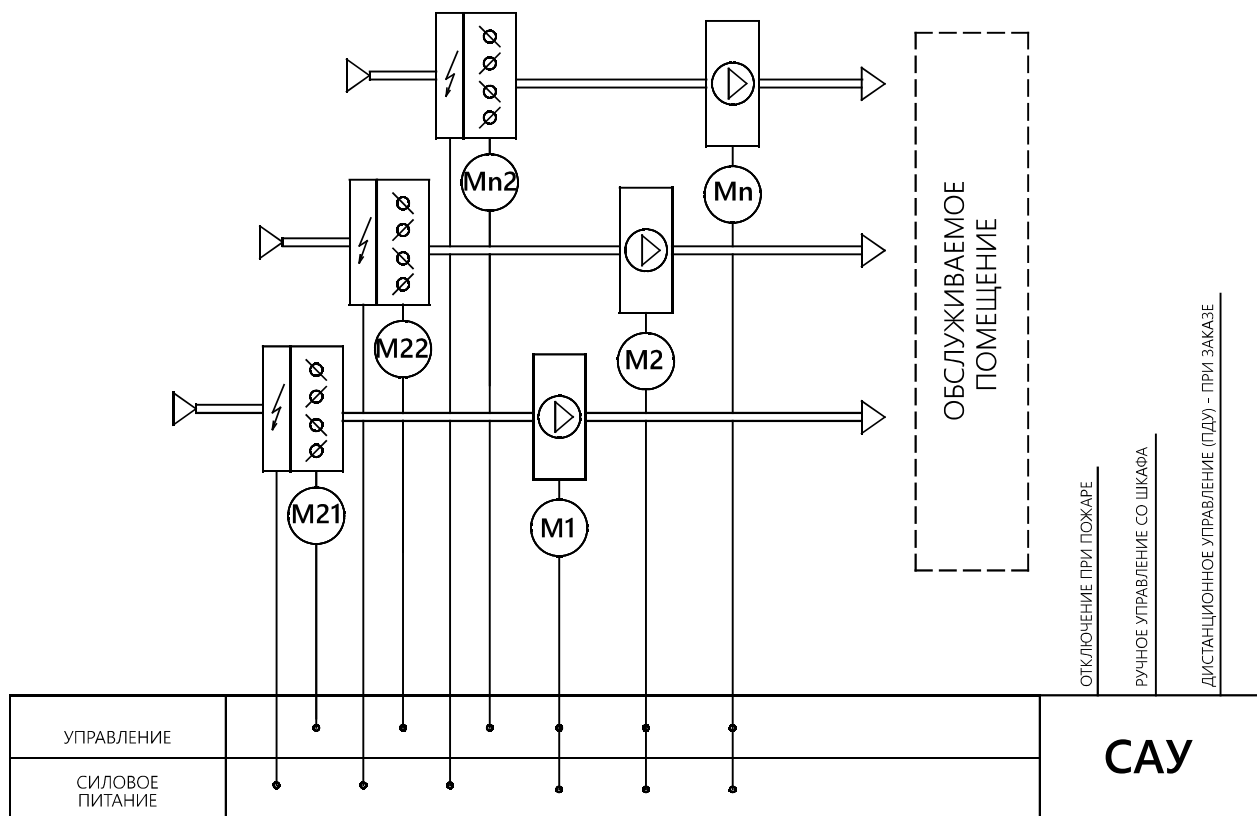 Mn2
Mn
M22
M2
M21
M1
ОБСЛУЖИВАЕМОЕ
ПОМЕЩЕНИЕ
ОТКЛЮЧЕНИЕ ПРИ ПОЖАРЕ
РУЧНОЕ УПРАВЛЕНИЕ СО ШКАФА
ДИСТАНЦИОННОЕ УПРАВЛЕНИЕ (ПДУ) - ПРИ ЗАКАЗЕ
УПРАВЛЕНИЕ
СИЛОВОЕ
ПИТАНИЕ
САУ